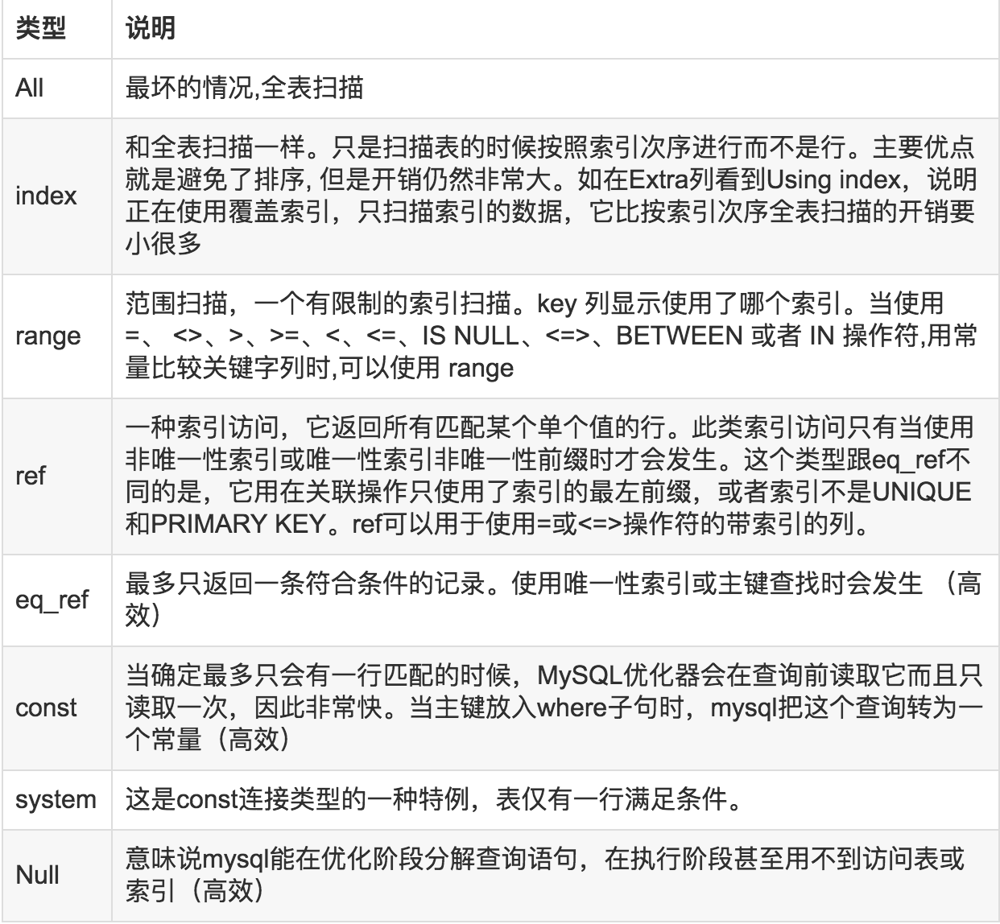 类型 说明
All 最坏的情况,全表扫描
和全表扫描一样。只是扫描表的时候按照索引次序进行而不是行。主要优点
就是避免了排序, 但是开销仍然非常大。如在Extra列看到Using index，说明
index
正在使用覆盖索引，只扫描索引的数据，它比按索引次序全表扫描的开销要
小很多
范围扫描，一个有限制的索引扫描。key 列显示使用了哪个索引。当使用
range =、 <>、>、>=、<、<=、IS NULL、<=>、BETWEEN 或者 IN 操作符,用常
量比较关键字列时,可以使用 range
一种索引访问，它返回所有匹配某个单个值的行。此类索引访问只有当使用
非唯一性索引或唯一性索引非唯一性前缀时才会发生。这个类型跟eq_ref不
ref
同的是，它用在关联操作只使用了索引的最左前缀，或者索引不是UNIQUE
和PRIMARY KEY。ref可以用于使用=或<=>操作符的带索引的列。
eq_ref
最多只返回一条符合条件的记录。使用唯一性索引或主键查找时会发生 （高
效）
当确定最多只会有一行匹配的时候，MySQL优化器会在查询前读取它而且只
const 读取一次，因此非常快。当主键放入where子句时，mysql把这个查询转为一
个常量（高效）
system 这是const连接类型的一种特例，表仅有一行满足条件。
Null
意味说mysql能在优化阶段分解查询语句，在执行阶段甚至用不到访问表或
索引（高效）